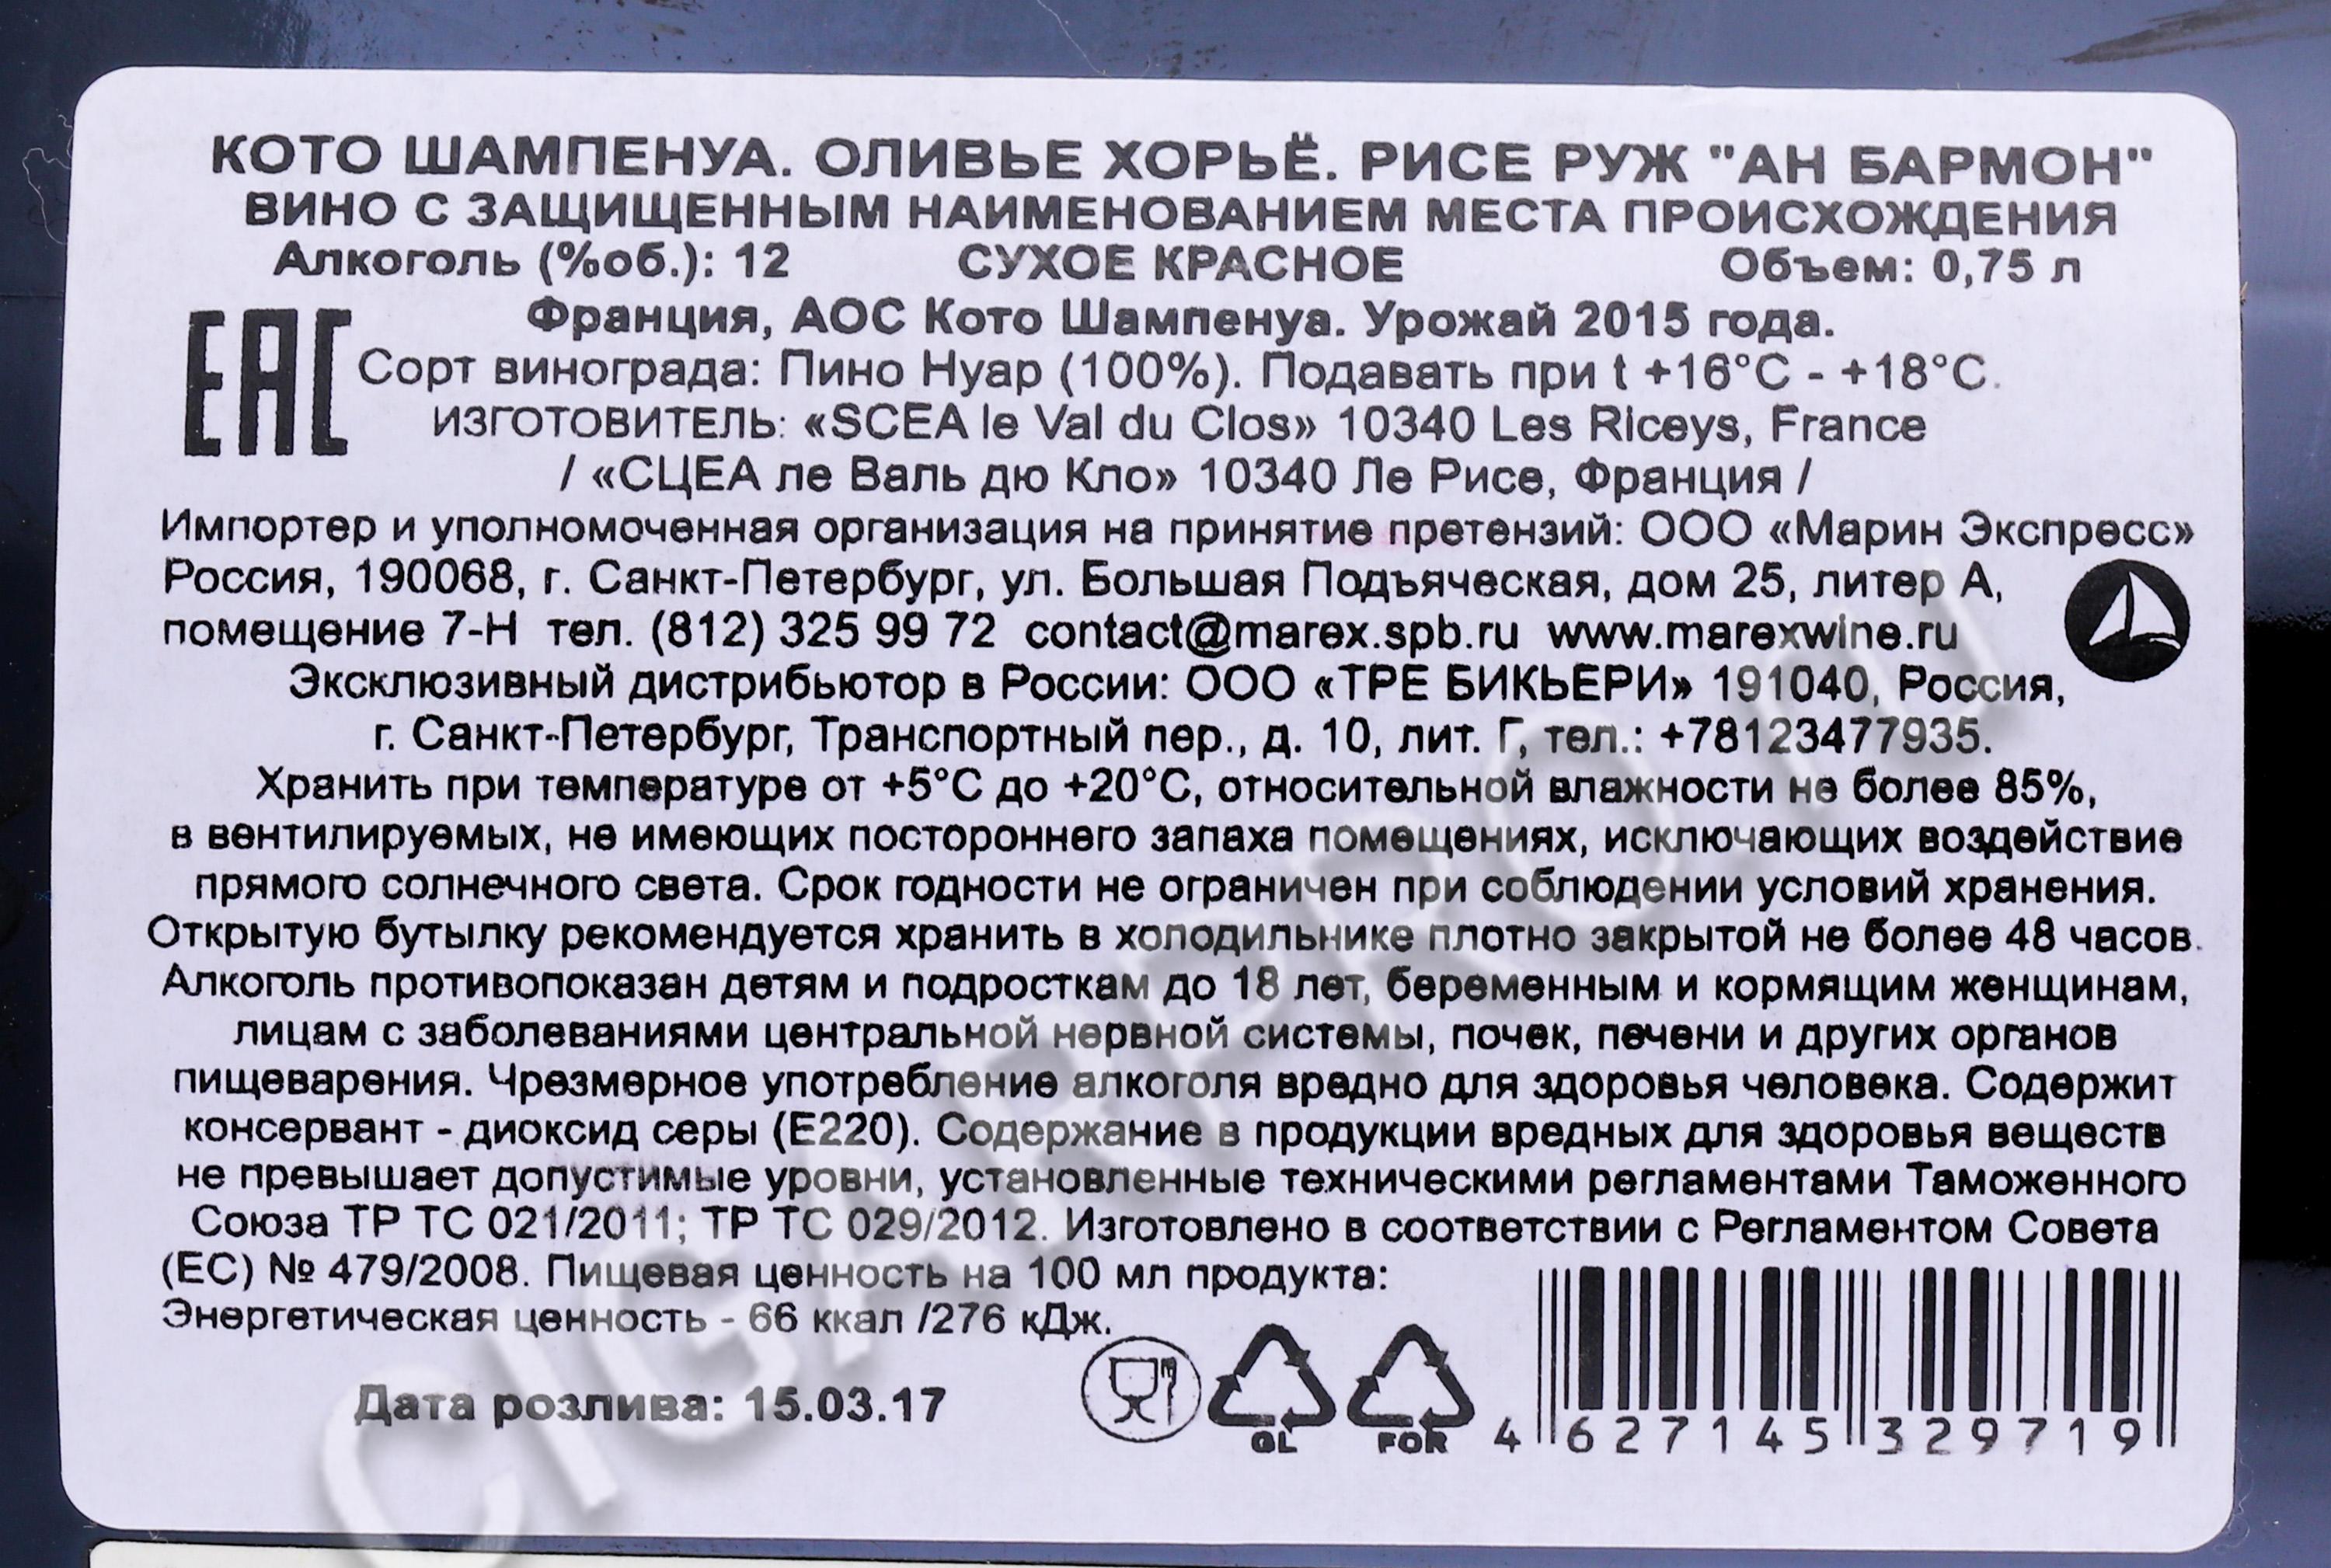 КОТО ШАМПЕНУА. ОЛИВЬЕ ХОРЬЁ. РИСЕ РУЖ "АН БАРМОН"
ВИНО С ЗАЩИЩЕННЫМ НАИМЕНОВАНИЕМ МЕСТА ПРОИСХОЖДЕНИЯ
Алкоголь (%об.): 12 СУХОЕ КРАСНОЕ Объем: 0,75 л
Франция, АОС Кото Шампенуа. Урожай 2015 года.
EAC
Сорт винограда: Пино Нуар (100%). Подавать при t +16°C - +18°C.
ИЗГОТОВИТЕЛЬ: «SCEA le Val du Clos» 10340 Les Riceys, France
/ «СЦЕА ле Валь дю Кло» 10340 Ле Рисе, Франция /
Импортер и уполномоченная организация на принятие претензий: ООО «Марин Экспресс»
Россия, 190068, г. Санкт-Петербург, ул. Большая Подъяческая, дом 25, литер А,
помещение 7-Н тел. (812) 325 99 72 contact@marex.spb.ru www.marexwine.ru
Эксклюзивный дистрибьютор в России: ООО «ТРЕ БИКЬЕРИ» 191040, Россия,
г. Санкт-Петербург, Транспортный пер., д. 10, лит. Г, тел.: +78123477935.
Хранить при температуре от +5°C до +20°C, относительной влажности не более 85%,
в вентилируемых, не имеющих постороннего запаха помещениях, исключающих воздействие
прямого солнечного света. Срок годности не ограничен при соблюдении условий хранения.
Открытую бутылку рекомендуется хранить в холодильнике плотно закрытой не более 48 часов.
Алкоголь противопоказан детям и подросткам до 18 лет, беременным и кормящим женщинам,
лицам с заболеваниями центральной нервной системы, почек, печени и других органов
пищеварения. Чрезмерное употребление алкоголя вредно для здоровья человека. Содержит
консервант - диоксид серы (Е220). Содержание в продукции вредных для здоровья веществ
не превышает допустимые уровни, установленные техническими регламентами Таможенного
Союза ТР ТС 021/2011; ТР ТС 029/2012. Изготовлено в соответствии с Регламентом Совета
(ЕС) № 479/2008. Пищевая ценность на 100 мл продукта:
Энергетическая ценность - 66 ккал /276 кДж.
Дата розлива: 15.03.17
GL
FOR
4 627145 329719
CIGARPRO.RU